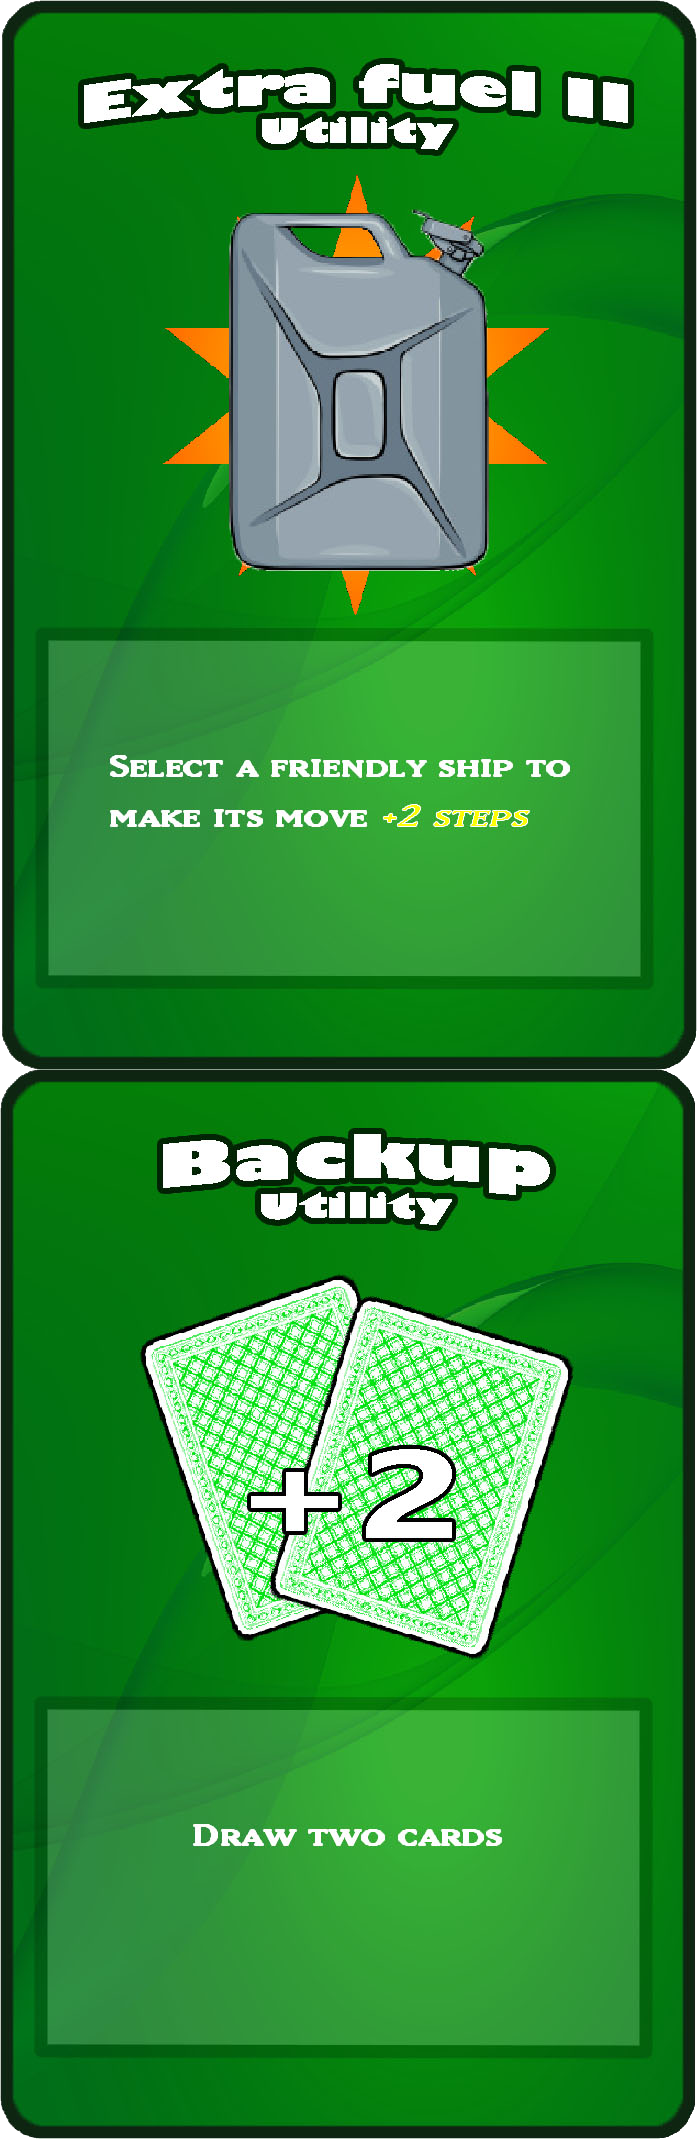 Extra fuel II
Utility
Select a friendly ship to
make its move +2 steps
Backup
Utility
+2
Draw two cards